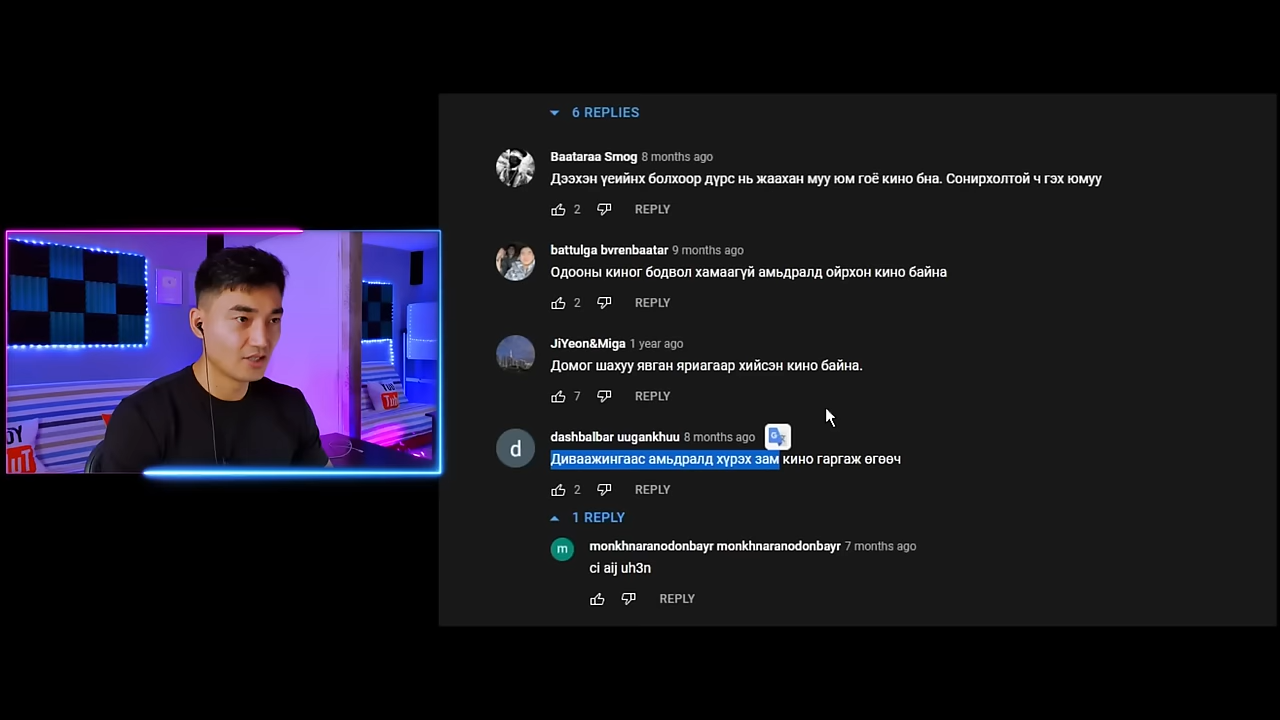 6 REPLIES
Baataraa Smog 8 months ago
Дээхэн үеийнх болхоор дүрс нь жаахан муу юм гоё кино бна. Сонирхолтой ч гэх юмуу
2 REPLY
battulga bvrenbaatar 9 months ago
Одооны киног бодвол хамаагүй амьдралд ойрхон кино байна
2 REPLY
JiYeon&Miga 1 year ago
Домог шахуу явган яриагаар хийсэн кино байна.
7 REPLY
d
dashbalbar uugankhuu 8 months ago
Диваажингаас амьдралд хүрэх зам кино гаргаж өгөөч
2 REPLY
1 REPLY
m
monkhnaranodonbayr monkhnaranodonbayr 7 months ago
ci aij uh3n
REPLY